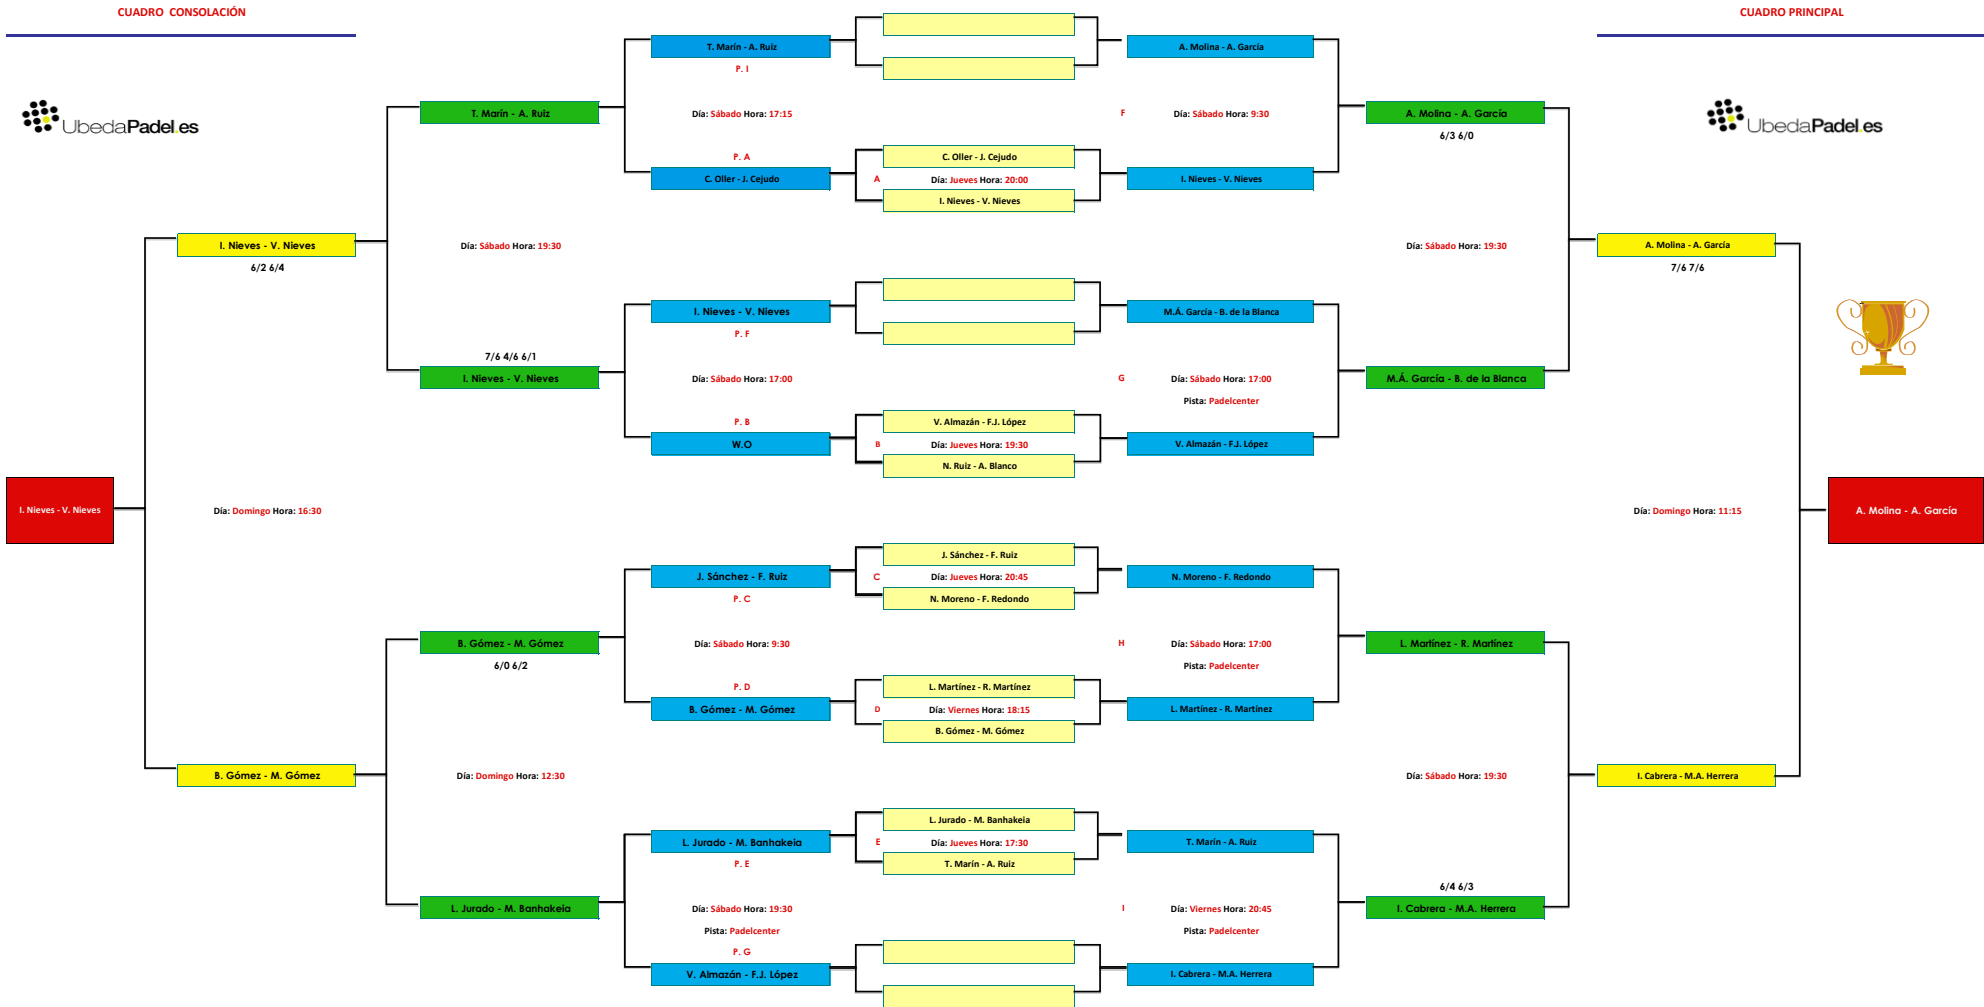 CUADRO CONSOLACIÓN
CUADRO PRINCIPAL
T. Marín - A. Ruiz
A. Molina - A. García
P. I
UbedaPadel.es
T. Marín - A. Ruiz
Día: Sábado Hora: 17:15
F
Día: Sábado Hora: 9:30
A. Molina - A. García
UbedaPadel.es
6/3 6/0
P. A
C. Oller - J. Cejudo
C. Oller - J. Cejudo
A
Día: Jueves Hora: 20:00
I. Nieves - V. Nieves
I. Nieves - V. Nieves
I. Nieves - V. Nieves
Día: Sábado Hora: 19:30
Día: Sábado Hora: 19:30
A. Molina - A. García
6/2 6/4
7/6 7/6
I. Nieves - V. Nieves
M.Á. García - B. de la Blanca
P. F
7/6 4/6 6/1
I. Nieves - V. Nieves
Día: Sábado Hora: 17:00
G
Día: Sábado Hora: 17:00
M.Á. García - B. de la Blanca
Pista: Padelcenter
P. B
V. Almazán - F.J. López
W.O
B
Día: Jueves Hora: 19:30
V. Almazán - F.J. López
N. Ruiz - A. Blanco
I. Nieves - V. Nieves
Día: Domingo Hora: 16:30
Día: Domingo Hora: 11:15
A. Molina - A. García
J. Sánchez - F. Ruiz
J. Sánchez - F. Ruiz
C
Día: Jueves Hora: 20:45
N. Moreno - F. Redondo
P. C
N. Moreno - F. Redondo
B. Gómez - M. Gómez
Día: Sábado Hora: 9:30
H
Día: Sábado Hora: 17:00
L. Martínez - R. Martínez
6/0 6/2
Pista: Padelcenter
P. D
L. Martínez - R. Martínez
B. Gómez - M. Gómez
D
Día: Viernes Hora: 18:15
L. Martínez - R. Martínez
B. Gómez - M. Gómez
B. Gómez - M. Gómez
Día: Domingo Hora: 12:30
Día: Sábado Hora: 19:30
I. Cabrera - M.A. Herrera
L. Jurado - M. Banhakeia
L. Jurado - M. Banhakeia
E
Día: Jueves Hora: 17:30
T. Marín - A. Ruiz
P. E
T. Marín - A. Ruiz
6/4 6/3
L. Jurado - M. Banhakeia
Día: Sábado Hora: 19:30
I
Día: Viernes Hora: 20:45
I. Cabrera - M.A. Herrera
Pista: Padelcenter
Pista: Padelcenter
P. G
V. Almazán - F.J. López
I. Cabrera - M.A. Herrera